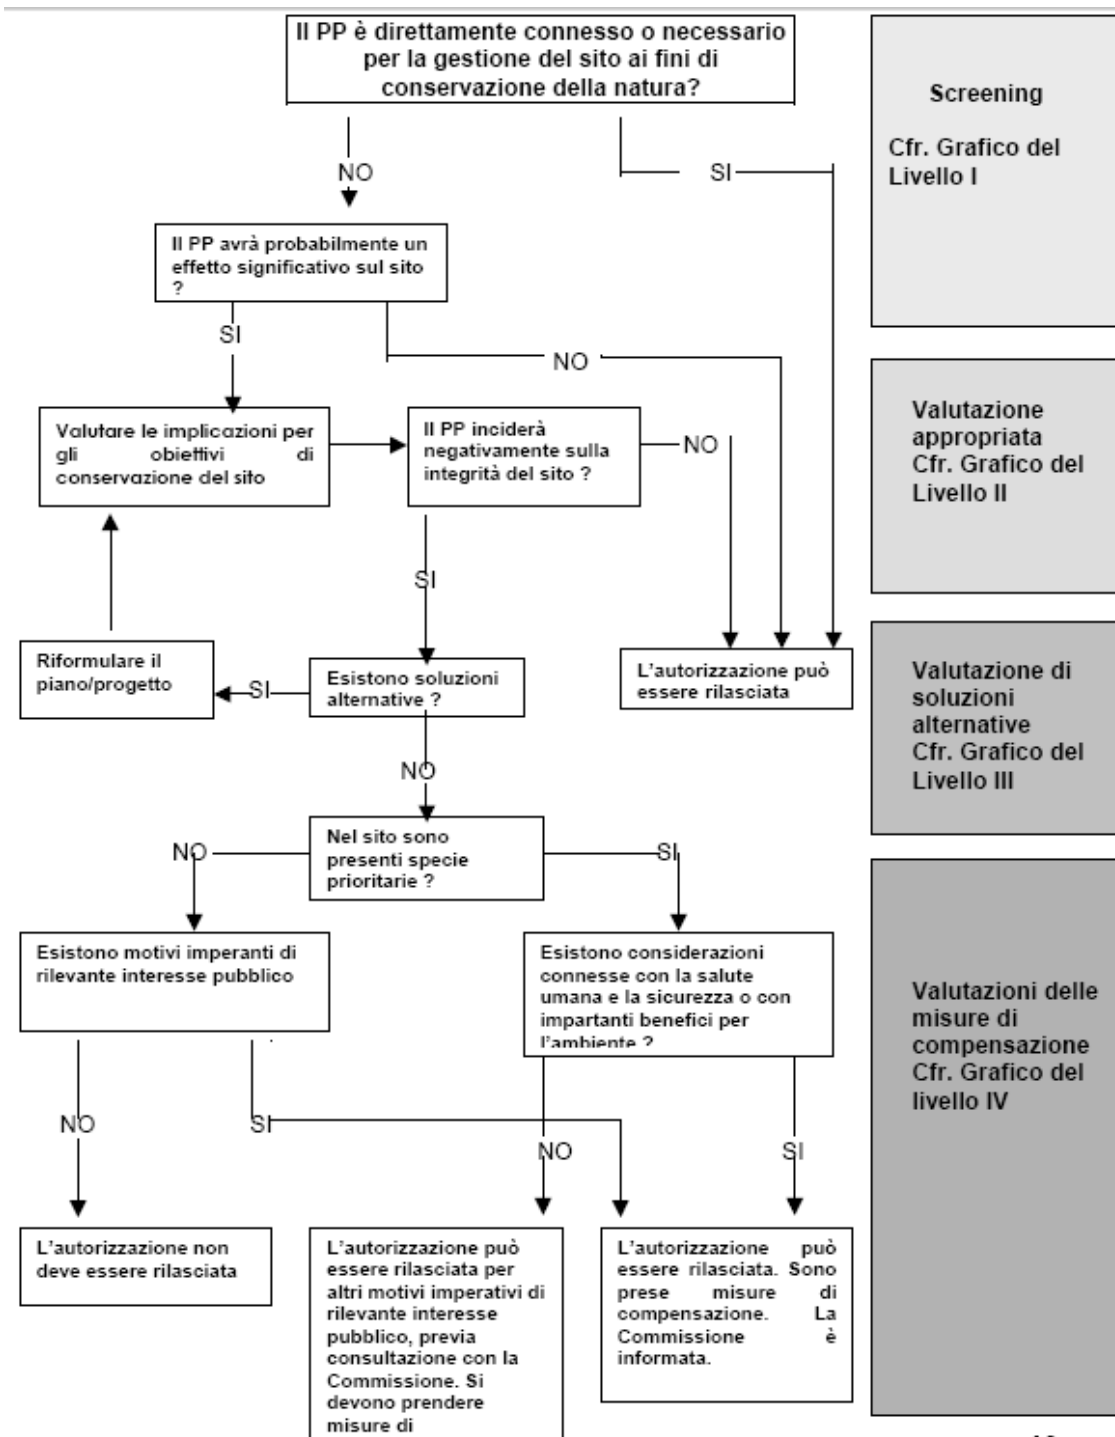 Il PP è direttamente connesso o necessario
per la gestione del sito ai fini di
conservazione della natura?
Screening
Cfr. Grafico del
Livello I
NO
SI
Il PP avrà probabilmente un
effetto significativo sul sito
?
SI
NO
Valutare le implicazioni per
gli obiettivi di
conservazione del sito
Il PP inciderà
negativamente sulla
integrità del sito ?
NO
Valutazione
appropriata
Cfr. Grafico del
Livello II
SI
Riformulare il
piano/progetto
SI
Esistono soluzioni
alternative ?
L'autorizzazione può
essere rilasciata
Valutazione di
soluzioni
alternative
Cfr. Grafico del
Livello III
NO
Nel sito sono
presenti specie
prioritarie ?
NO
SI
Esistono motivi imperanti di
rilevante interesse pubblico
Esistono considerazioni
connesse con la salute
umana e la sicurezza o con
impartanti benefici per
l'ambiente ?
Valutazioni delle
misure di
compensazione
Cfr. Grafico del
livello IV
NO
SI
NO
SI
L'autorizzazione non
deve essere rilasciata
L'autorizzazione può
essere rilasciata per
altri motivi imperativi di
rilevante interesse
pubblico, previa
consultazione con la
Commissione. Si
devono prendere
misure di
L'autorizzazione può
essere rilasciata. Sono
prese misure di
compensazione. La
Commissione è
informata.